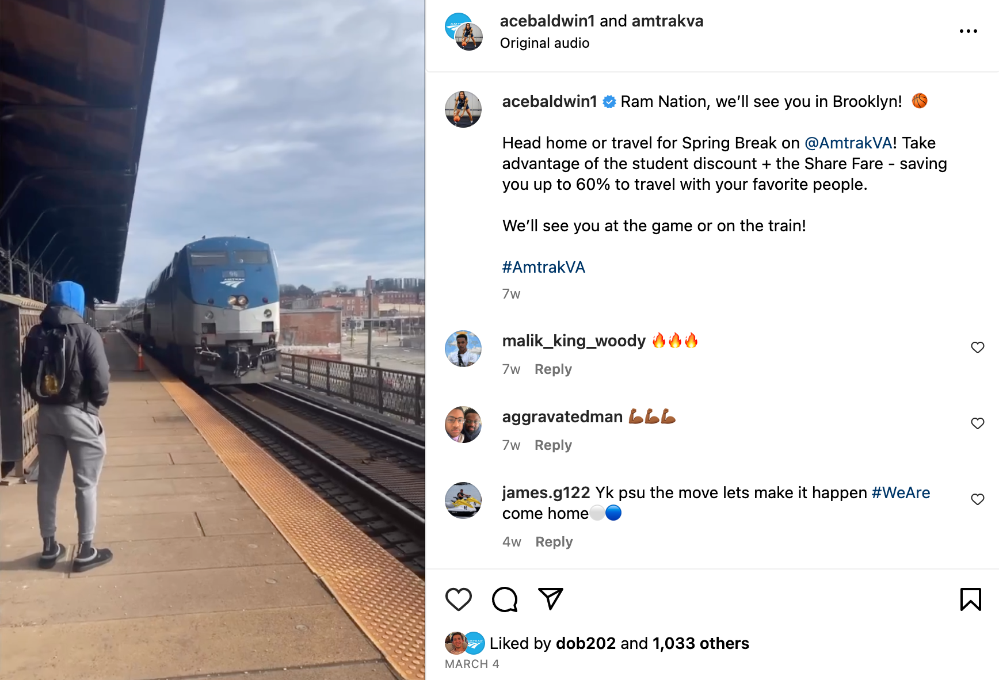 acebaldwin1 and amtrakva
Original audio
acebaldwin1 Ram Nation, we'll see you in Brooklyn! 🏀
Head home or travel for Spring Break on @AmtrakVA! Take
advantage of the student discount + the Share Fare - saving
you up to 60% to travel with your favorite people.
We'll see you at the game or on the train!
#AmtrakVA
7w
malik_king_woody 🔥🔥🔥
7w Reply
aggravatedman 💪🏾💪🏾💪🏾
7w Reply
james.g122 Yk psu the move lets make it happen #WeAre
come home⚪🔵
4w Reply
Liked by dob202 and 1,033 others
MARCH 4
96
AMTRAK